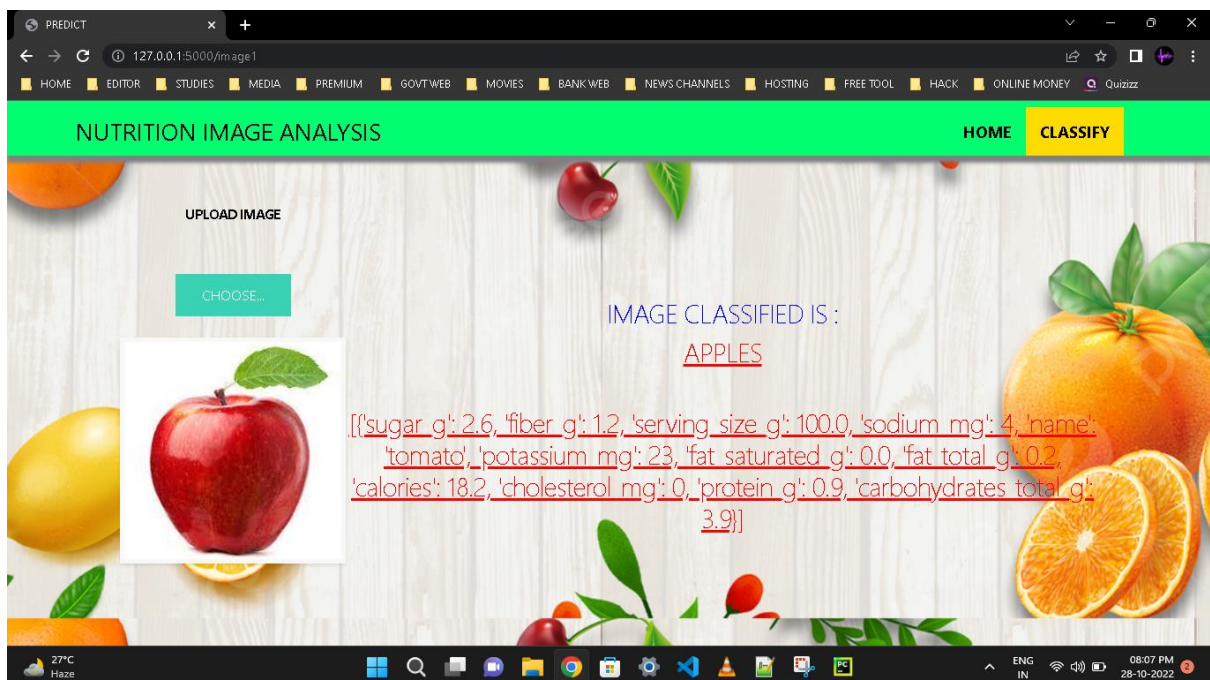 PREDICT
127.0.0.1:5000/image1
HOME EDITOR STUDIES MEDIA PREMIUM GOVT WEB MOVIES BANK WEB NEWS CHANNELS HOSTING FREE TOOL HACK ONLINE MONEY Quizizz
NUTRITION IMAGE ANALYSIS HOME CLASSIFY
UPLOAD IMAGE
CHOOSE...
IMAGE CLASSIFIED IS :
APPLES
[{'sugar_g': 2.6, 'fiber_g': 1.2, 'serving_size_g': 100.0, 'sodium_mg': 4, 'name':
'tomato', 'potassium_mg': 23, 'fat_saturated_g': 0.0, 'fat_total_g': 0.2,
'calories': 18.2, 'cholesterol_mg': 0, 'protein_g': 0.9, 'carbohydrates_total_g':
3.9}]
27°C
Haze
ENG
IN
08:07 PM
28-10-2022
2